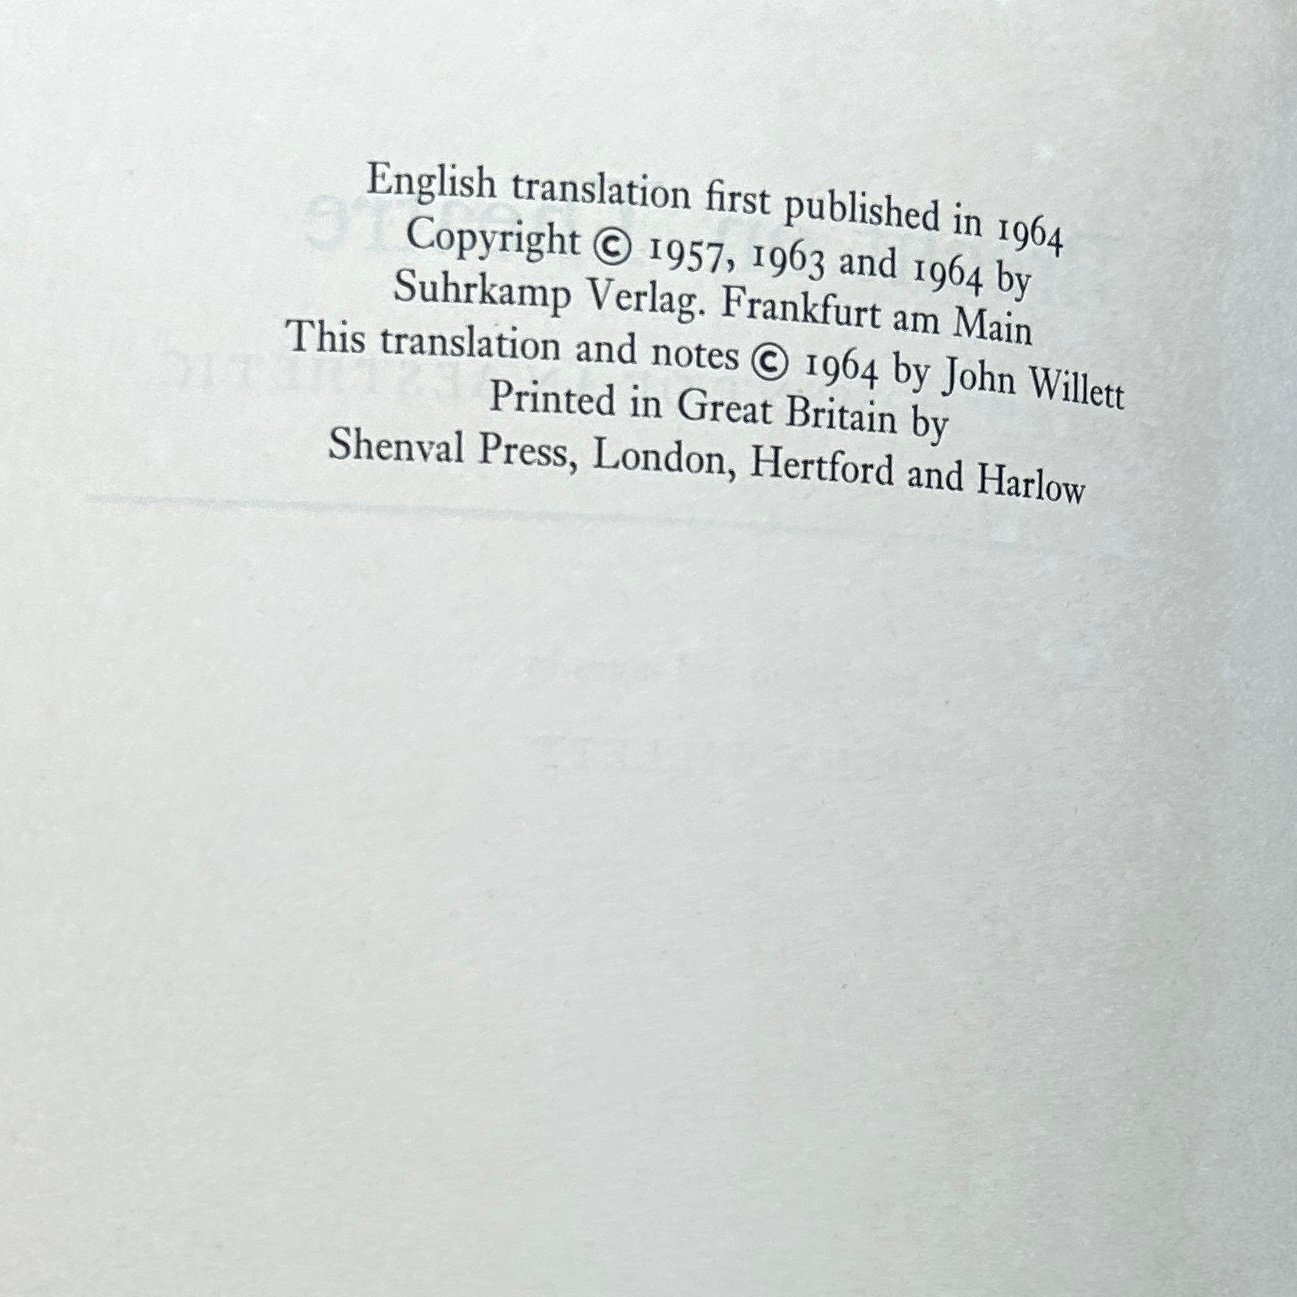 English translation first published in 1964
Copyright © 1957, 1963 and 1964 by
Suhrkamp Verlag. Frankfurt am Main
This translation and notes © 1964 by John Willett
Printed in Great Britain by
Shenval Press, London, Hertford and Harlow